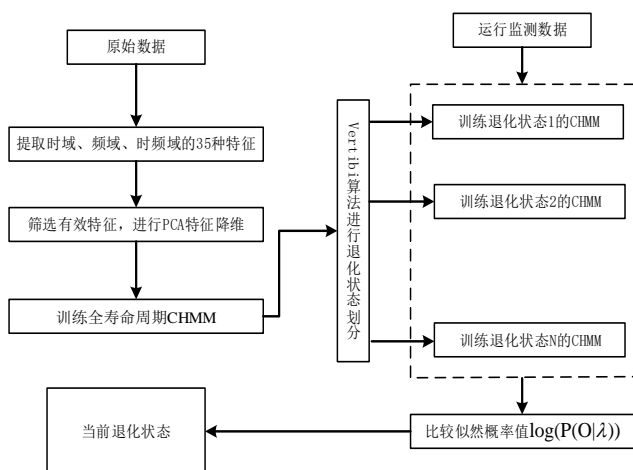 原始数据
提取时域、频域、时频域的35种特征
筛选有效特征，进行PCA特征降维
训练全寿命周期CHMM
Vertibi算法进行退化状态划分
运行监测数据
训练退化状态1的CHMM
训练退化状态2的CHMM
训练退化状态N的CHMM
比较似然概率值log(P(O|λ))
当前退化状态